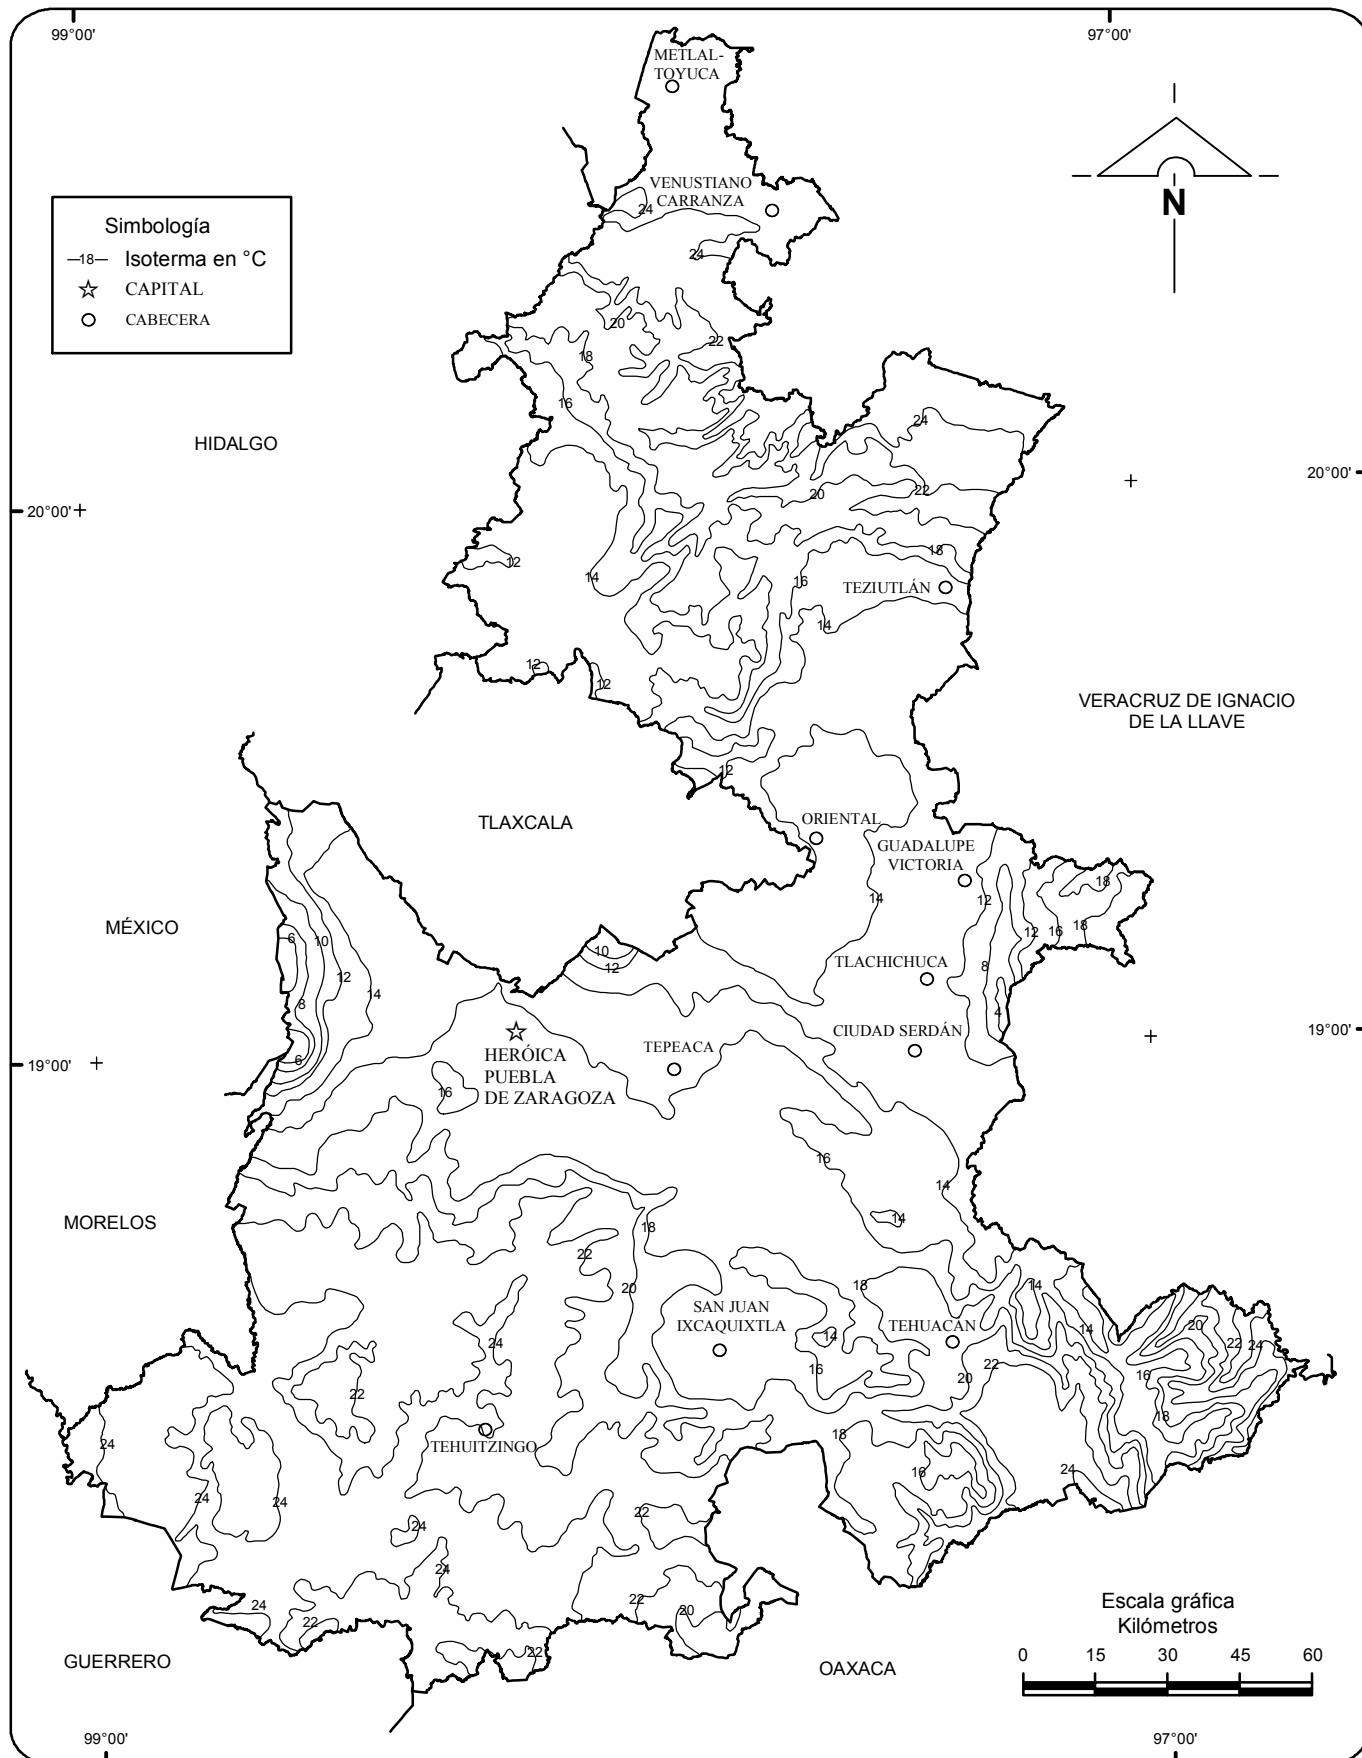 99°00'
97°00'
METLAL-
TOYUCA
VENUSTIANO
CARRANZA
24
N
Simbología
—18— Isoterma en °C
CAPITAL
CABECERA
24
20
22
18
16
24
HIDALGO
20°00'
20
22
20°00'
12
18
14
16
TEZIUTLÁN
14
12
12
VERACRUZ DE IGNACIO
DE LA LLAVE
12
TLAXCALA
ORIENTAL
GUADALUPE
VICTORIA
18
14
12
MÉXICO
6
10
12
16
18
10
12
TLACHICHUCA
8
12
14
8
4
CIUDAD SERDÁN
19°00'
HERÓICA
PUEBLA
DE ZARAGOZA
TEPEACA
19°00'
6
16
16
14
MORELOS
14
18
22
20
18
14
SAN JUAN
IXCAQUIXTLA
TEHUACÁN
14
20
24
14
22
24
16
22
20
16
22
18
24
TEHUITZINGO
18
16
24
24
24
22
24
24
24
22
22
20
Escala gráfica
Kilómetros
22
0 15 30 45 60
GUERRERO
OAXACA
99°00'
97°00'